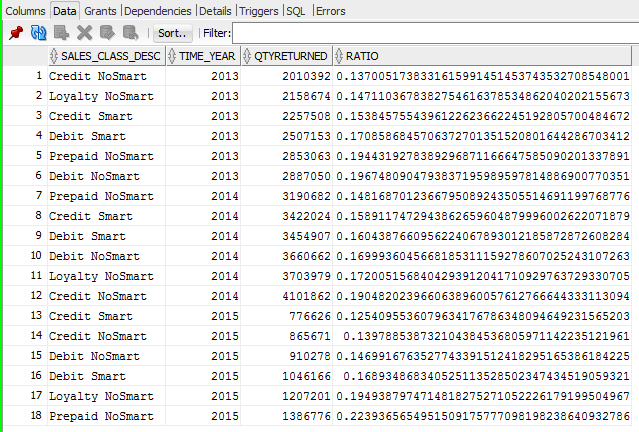 Columns Data Grants Dependencies Details Triggers SQL Errors
Sort.. Filter:
SALES_CLASS_DESC TIME_YEAR QTYRETURNED RATIO
1 Credit NoSmart 2013 2010392 0.1370051738331615991451453743532708548001
2 Loyalty NoSmart 2013 2158674 0.1471103678382754616378534862040202155673
3 Credit Smart 2013 2257508 0.1538457554396122623662245192805700484672
4 Debit Smart 2013 2507153 0.1708586845706372701351520801644286703412
5 Prepaid NoSmart 2013 2853063 0.1944319278389296871166647585090201337891
6 Debit NoSmart 2013 2887050 0.1967480904793837195989597814886900770351
7 Prepaid NoSmart 2014 3190682 0.1481687012366795089243505514691199768776
8 Credit Smart 2014 3422024 0.1589117472943862659604879996002622071879
9 Debit Smart 2014 3454907 0.1604387660956224067893012185872872608284
10 Debit NoSmart 2014 3660662 0.1699936045668185311159278607025243107263
11 Loyalty NoSmart 2014 3703979 0.1720051568404293912041710929763729330705
12 Credit NoSmart 2014 4101862 0.1904820239660638960057612766644333113094
13 Credit Smart 2015 776626 0.1254095536079634176786348094649231565203
14 Credit NoSmart 2015 865671 0.139788538732104384536805971142235121961
15 Debit NoSmart 2015 910278 0.1469916763527743391512418295165386184225
16 Debit Smart 2015 1046166 0.168934868340525113528502347434519059321
17 Loyalty NoSmart 2015 1207201 0.1949387974714818275271052226179199504967
18 Prepaid NoSmart 2015 1386776 0.2239365654951509175777098198238640932786